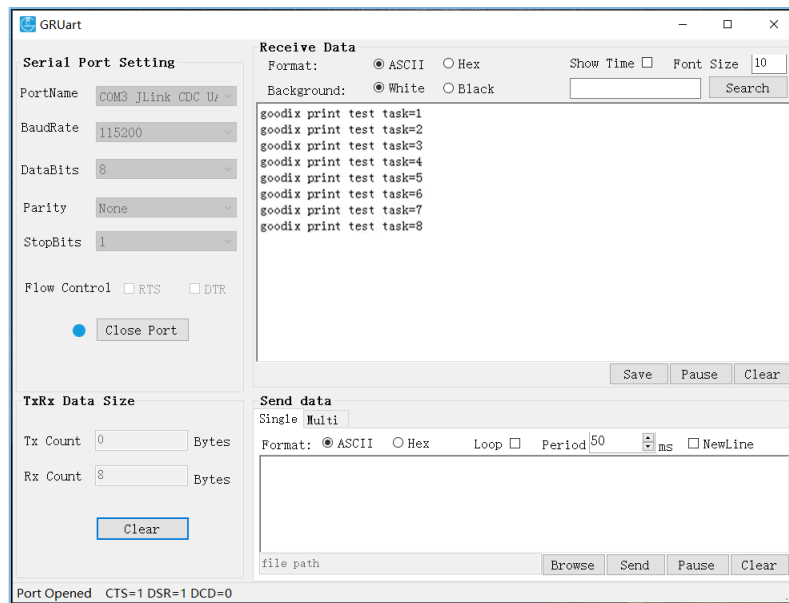 GRUart
Serial Port Setting
PortName COM3 JLink CDC UA
BaudRate 115200
DataBits 8
Parity None
StopBits 1
Flow Control RTS DTR
Close Port
Receive Data
Format: ASCII Hex Show Time Font Size 10
Background: White Black Search
goodix print test task=1
goodix print test task=2
goodix print test task=3
goodix print test task=4
goodix print test task=5
goodix print test task=6
goodix print test task=7
goodix print test task=8
Save Pause Clear
TxRx Data Size
Tx Count 0 Bytes
Rx Count 8 Bytes
Clear
Send data
Single Multi
Format: ASCII Hex Loop Period 50 ms NewLine
file path Browse Send Pause Clear
Port Opened CTS=1 DSR=1 DCD=0